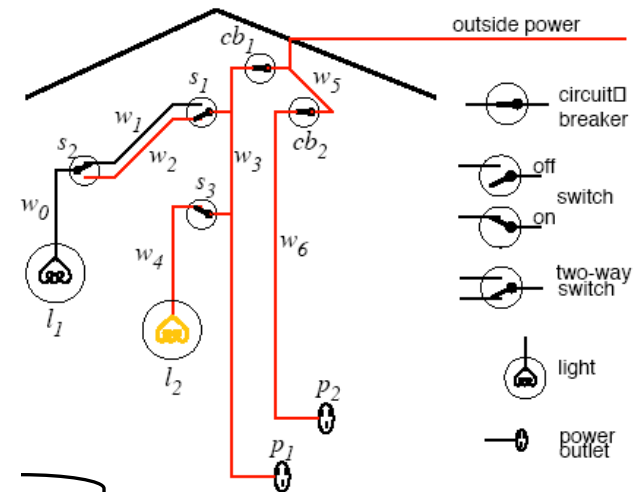 outside power
cb₁
w₅
s₁
cb₂
w₁
s₂
w₂
w₃
s₃
w₀
w₄
w₆
l₁
l₂
p₂
p₁
circuit□
breaker
off
switch
on
two-way
switch
light
power
outlet